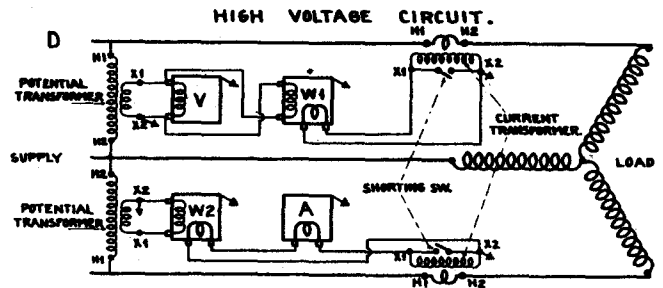 HIGH VOLTAGE CIRCUIT.
D
H1 H2
H1
X1 X2
POTENTIAL TRANSFORMER
X1
V
W1
X2
H2
CURRENT TRANSFORMER.
SUPPLY
LOAD
H2
SHORTING SW.
POTENTIAL TRANSFORMER
X2
W2
A
X1
X1 X2
H1
H1 H2